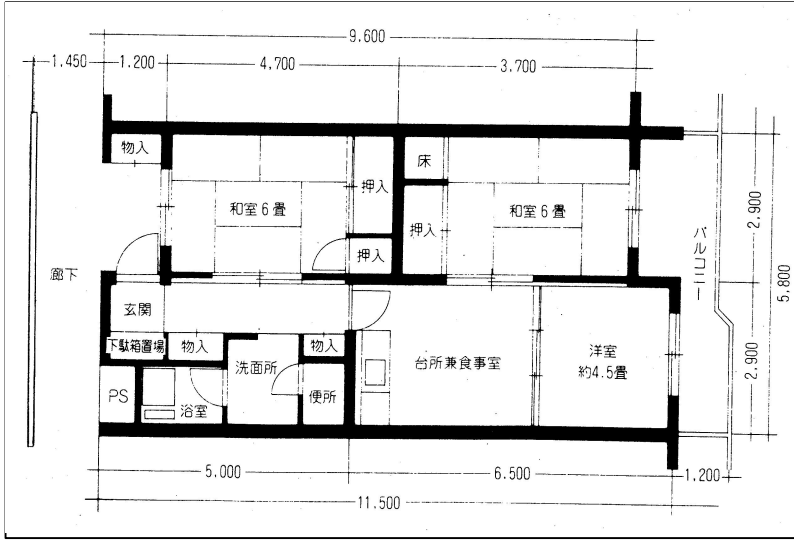 9.600
1.450
1.200
4.700
3.700
物入
床
押入
和室6畳
押入
和室6畳
押入
2.900
バルコニー
5.800
廊下
玄関
下駄箱置場
物入
物入
洗面所
台所兼食事室
洋室
約4.5畳
2.900
PS
浴室
便所
5.000
6.500
1.200
11.500